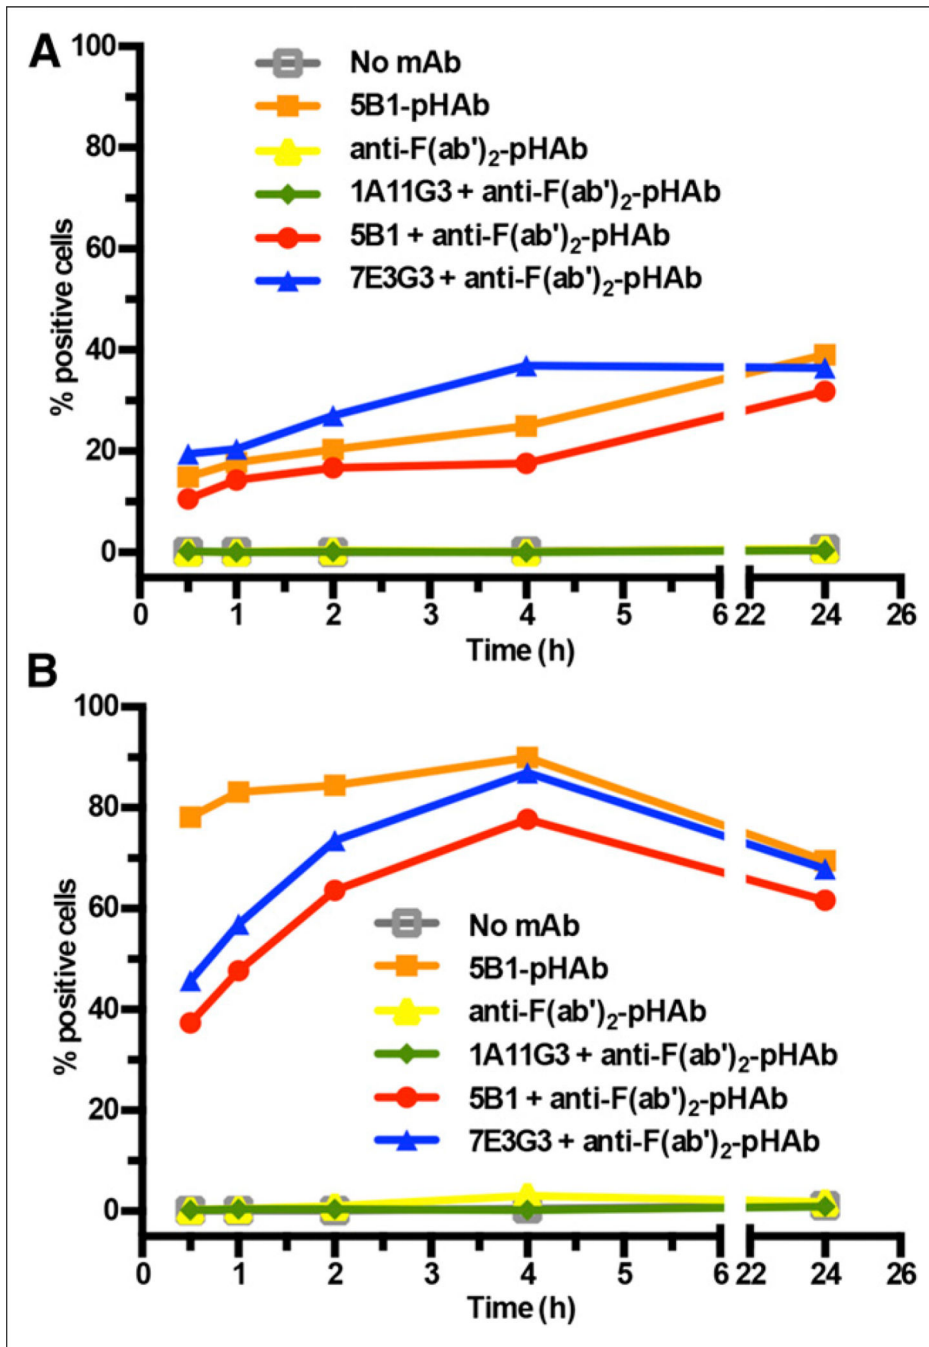 A
100
No mAb
5B1-pHAb
80
anti-F(ab')₂-pHAb
1A11G3 + anti-F(ab')₂-pHAb
60
5B1 + anti-F(ab')₂-pHAb
7E3G3 + anti-F(ab')₂-pHAb
% positive cells
40
20
0
0 1 2 3 4 5 6 22 24 26
Time (h)
B
100
80
60
No mAb
5B1-pHAb
anti-F(ab')₂-pHAb
% positive cells
40
1A11G3 + anti-F(ab')₂-pHAb
5B1 + anti-F(ab')₂-pHAb
20
7E3G3 + anti-F(ab')₂-pHAb
0
0 1 2 3 4 5 6 22 24 26
Time (h)